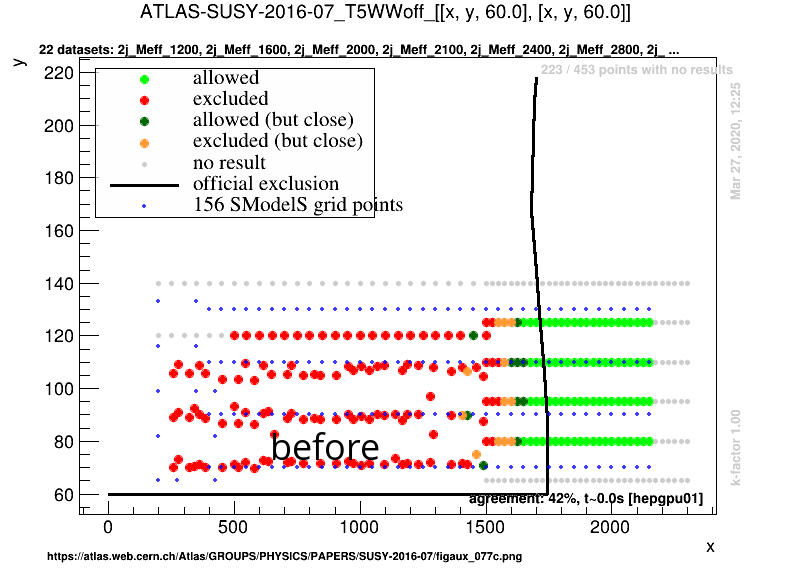 ATLAS-SUSY-2016-07_T5WWoff_[[x, y, 60.0], [x, y, 60.0]]
22 datasets: 2j_Meff_1200, 2j_Meff_1600, 2j_Meff_2000, 2j_Meff_2100, 2j_Meff_2400, 2j_Meff_2800, 2j_ ...
y
223 / 453 points with no results
allowed
excluded
allowed (but close)
excluded (but close)
no result
official exclusion
156 SModelS grid points
220
200
180
160
140
120
100
80
60
before
agreement: 42%, t~0.0s [hepgpu01]
0 500 1000 1500 2000
x
https://atlas.web.cern.ch/Atlas/GROUPS/PHYSICS/PAPERS/SUSY-2016-07/figaux_077c.png
Mar 27, 2020, 12:25
k-factor 1.00